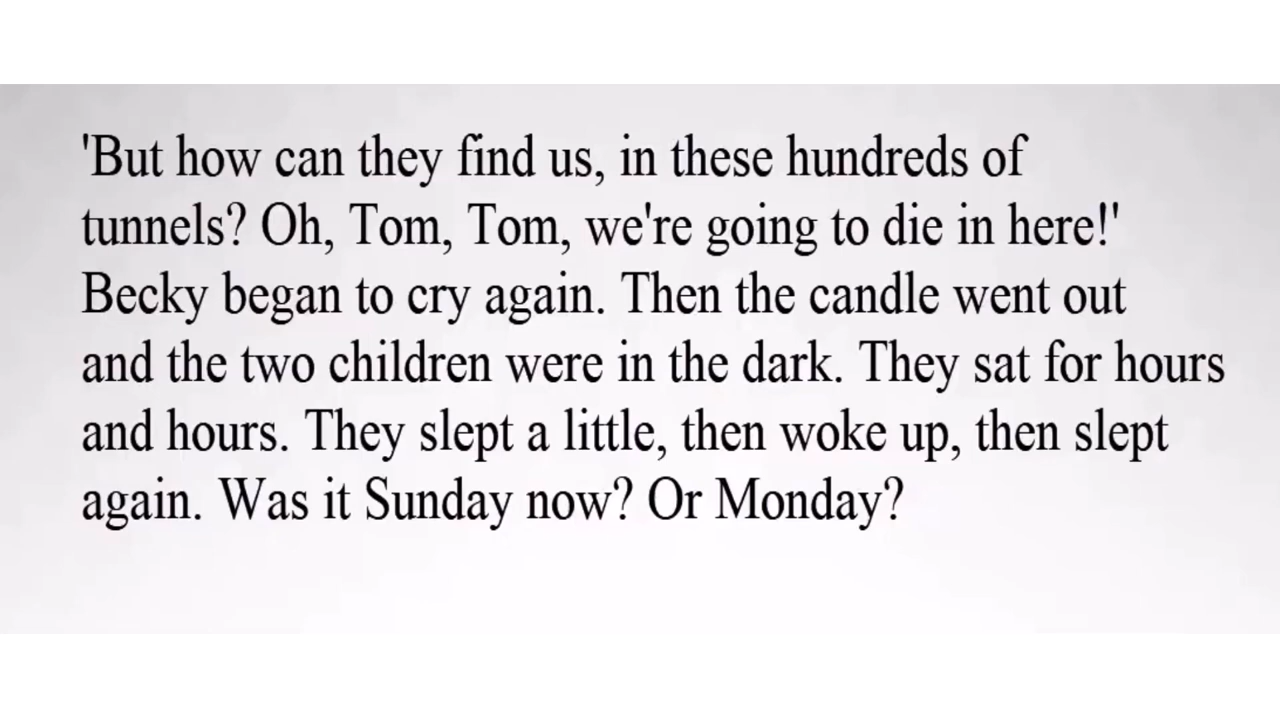 'But how can they find us, in these hundreds of
tunnels? Oh, Tom, Tom, we're going to die in here!'
Becky began to cry again. Then the candle went out
and the two children were in the dark. They sat for hours
and hours. They slept a little, then woke up, then slept
again. Was it Sunday now? Or Monday?